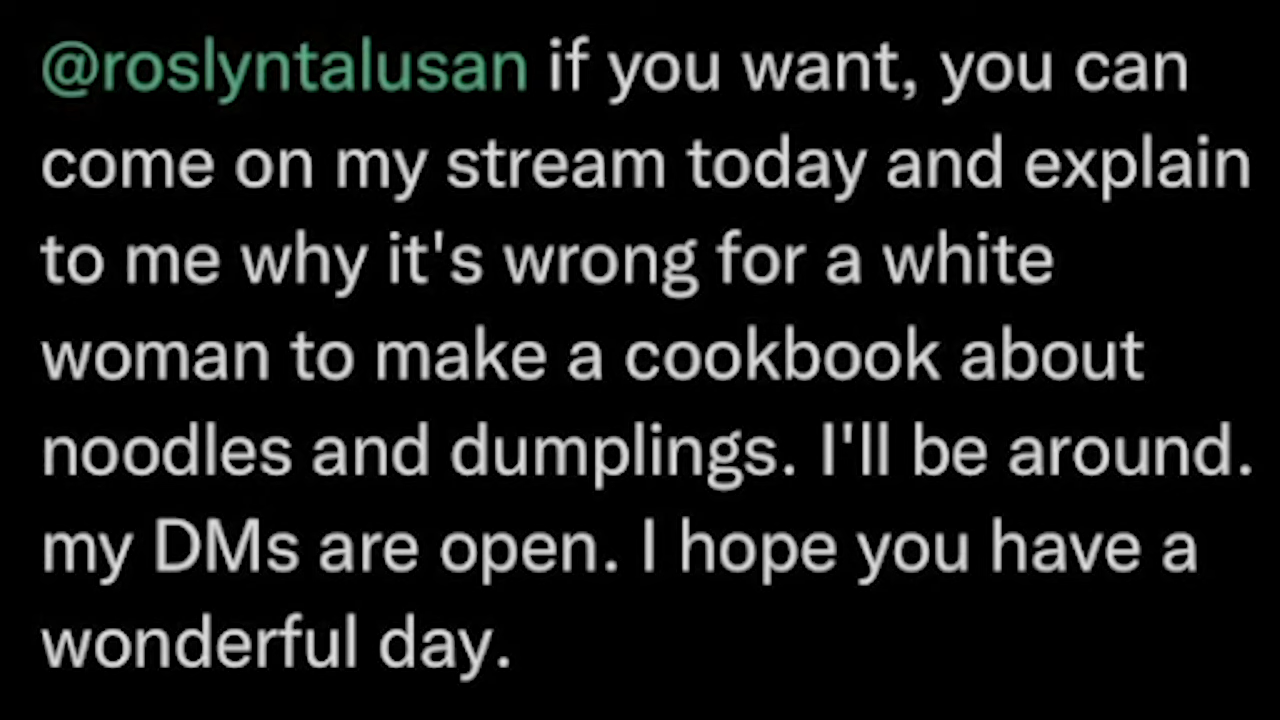 @roslyntalusan if you want, you can
come on my stream today and explain
to me why it's wrong for a white
woman to make a cookbook about
noodles and dumplings. I'll be around.
my DMs are open. I hope you have a
wonderful day.